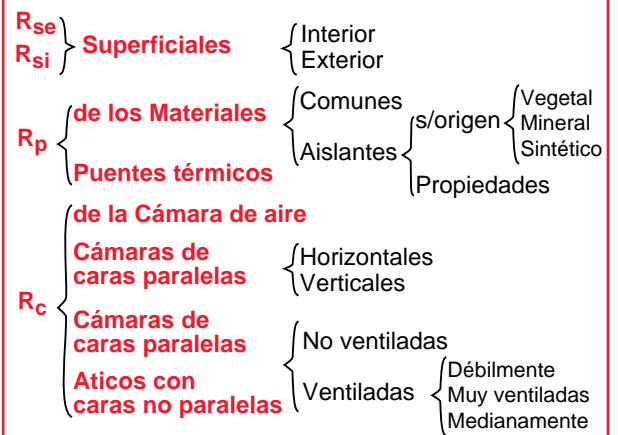 Rse
Rsi
Superficiales
Interior
Exterior
Rp
de los Materiales
Comunes
Aislantes
s/origen
Vegetal
Mineral
Sintético
Propiedades
Puentes térmicos
Rc
de la Cámara de aire
Cámaras de
caras paralelas
Horizontales
Verticales
Cámaras de
caras paralelas
Aticos con
caras no paralelas
No ventiladas
Ventiladas
Débilmente
Muy ventiladas
Medianamente